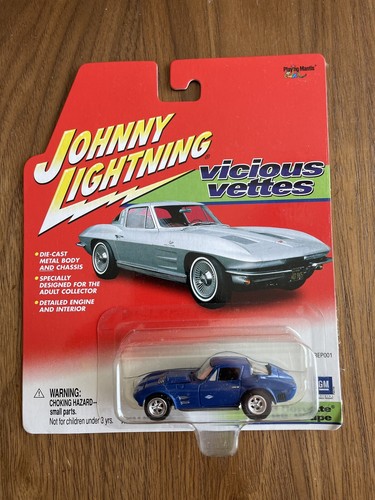 Playing Mantis
JOHNNY
LIGHTNING
vicious
vettes
• DIE-CAST
METAL BODY
AND CHASSIS
• SPECIALLY
DESIGNED FOR THE
ADULT COLLECTOR
• DETAILED ENGINE
AND INTERIOR
REP001
WARNING:
CHOKING HAZARD--
small parts.
Not for children under 3 yrs.
GM